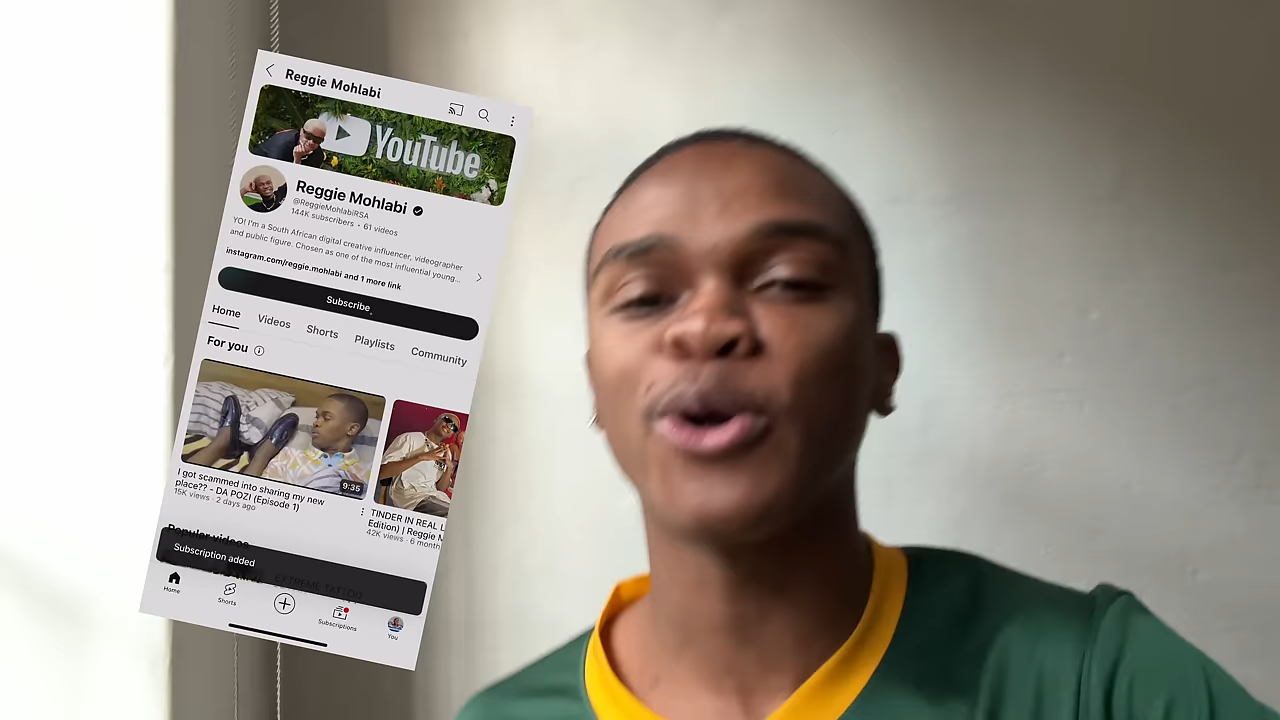 Reggie Mohlabi
YouTube
Reggie Mohlabi
@ReggieMohlabiRSA
144K subscribers • 61 videos
YO! I'm a South African digital creative influencer, videographer
and public figure. Chosen as one of the most influential young...
instagram.com/reggie.mohlabi and 1 more link
Subscribe
Home Videos Shorts Playlists Community
For you
9:35
I got scammed into sharing my new
place?? - DA POZI (Episode 1)
15K views · 2 days ago
TINDER IN REAL L
Edition) | Reggie M
42K views · 6 month
Popular videos
Subscription added
EXTREME TATTOO
Home
Shorts
Subscriptions
You